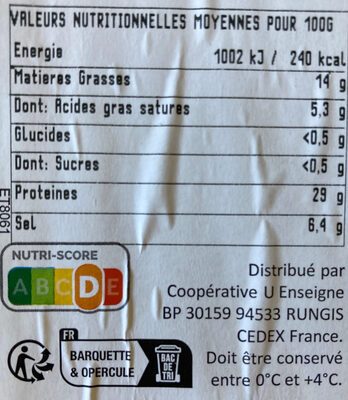 VALEURS NUTRITIONNELLES MOYENNES POUR 100G
Energie 1002 kJ / 240 kcal
Matieres Grasses 14 g
Dont: Acides gras satures 5,3 g
Glucides <0,5 g
Dont: Sucres <0,5 g
Proteines 29 g
Sel 6,4 g
ET8061
NUTRI-SCORE
A B C D E
Distribué par
Coopérative U Enseigne
BP 30159 94533 RUNGIS
CEDEX France.
Doit être conservé
entre 0°C et +4°C.
FR
BARQUETTE
& OPERCULE
BAC
DE
TRI